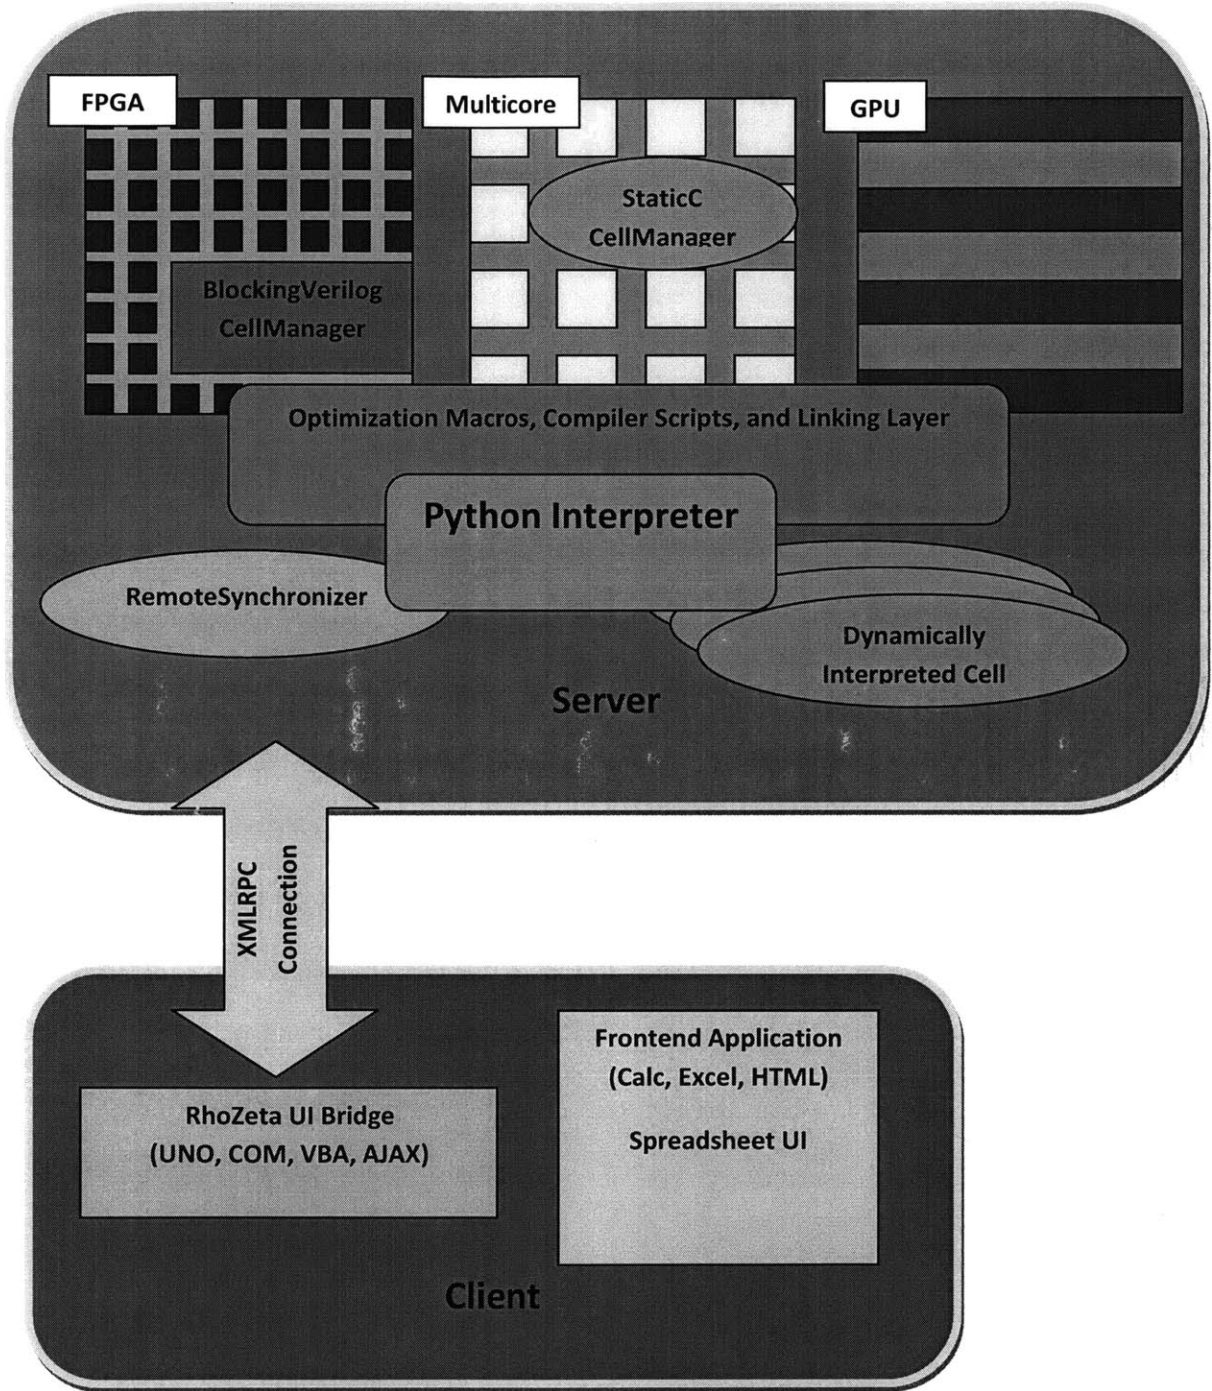 FPGA
Multicore
GPU
StaticC
CellManager
BlockingVerilog
CellManager
Optimization Macros, Compiler Scripts, and Linking Layer
Python Interpreter
RemoteSynchronizer
Dynamically
Interpreted Cell
Server
XMLRPC
Connection
Frontend Application
(Calc, Excel, HTML)
Spreadsheet UI
RhoZeta UI Bridge
(UNO, COM, VBA, AJAX)
Client